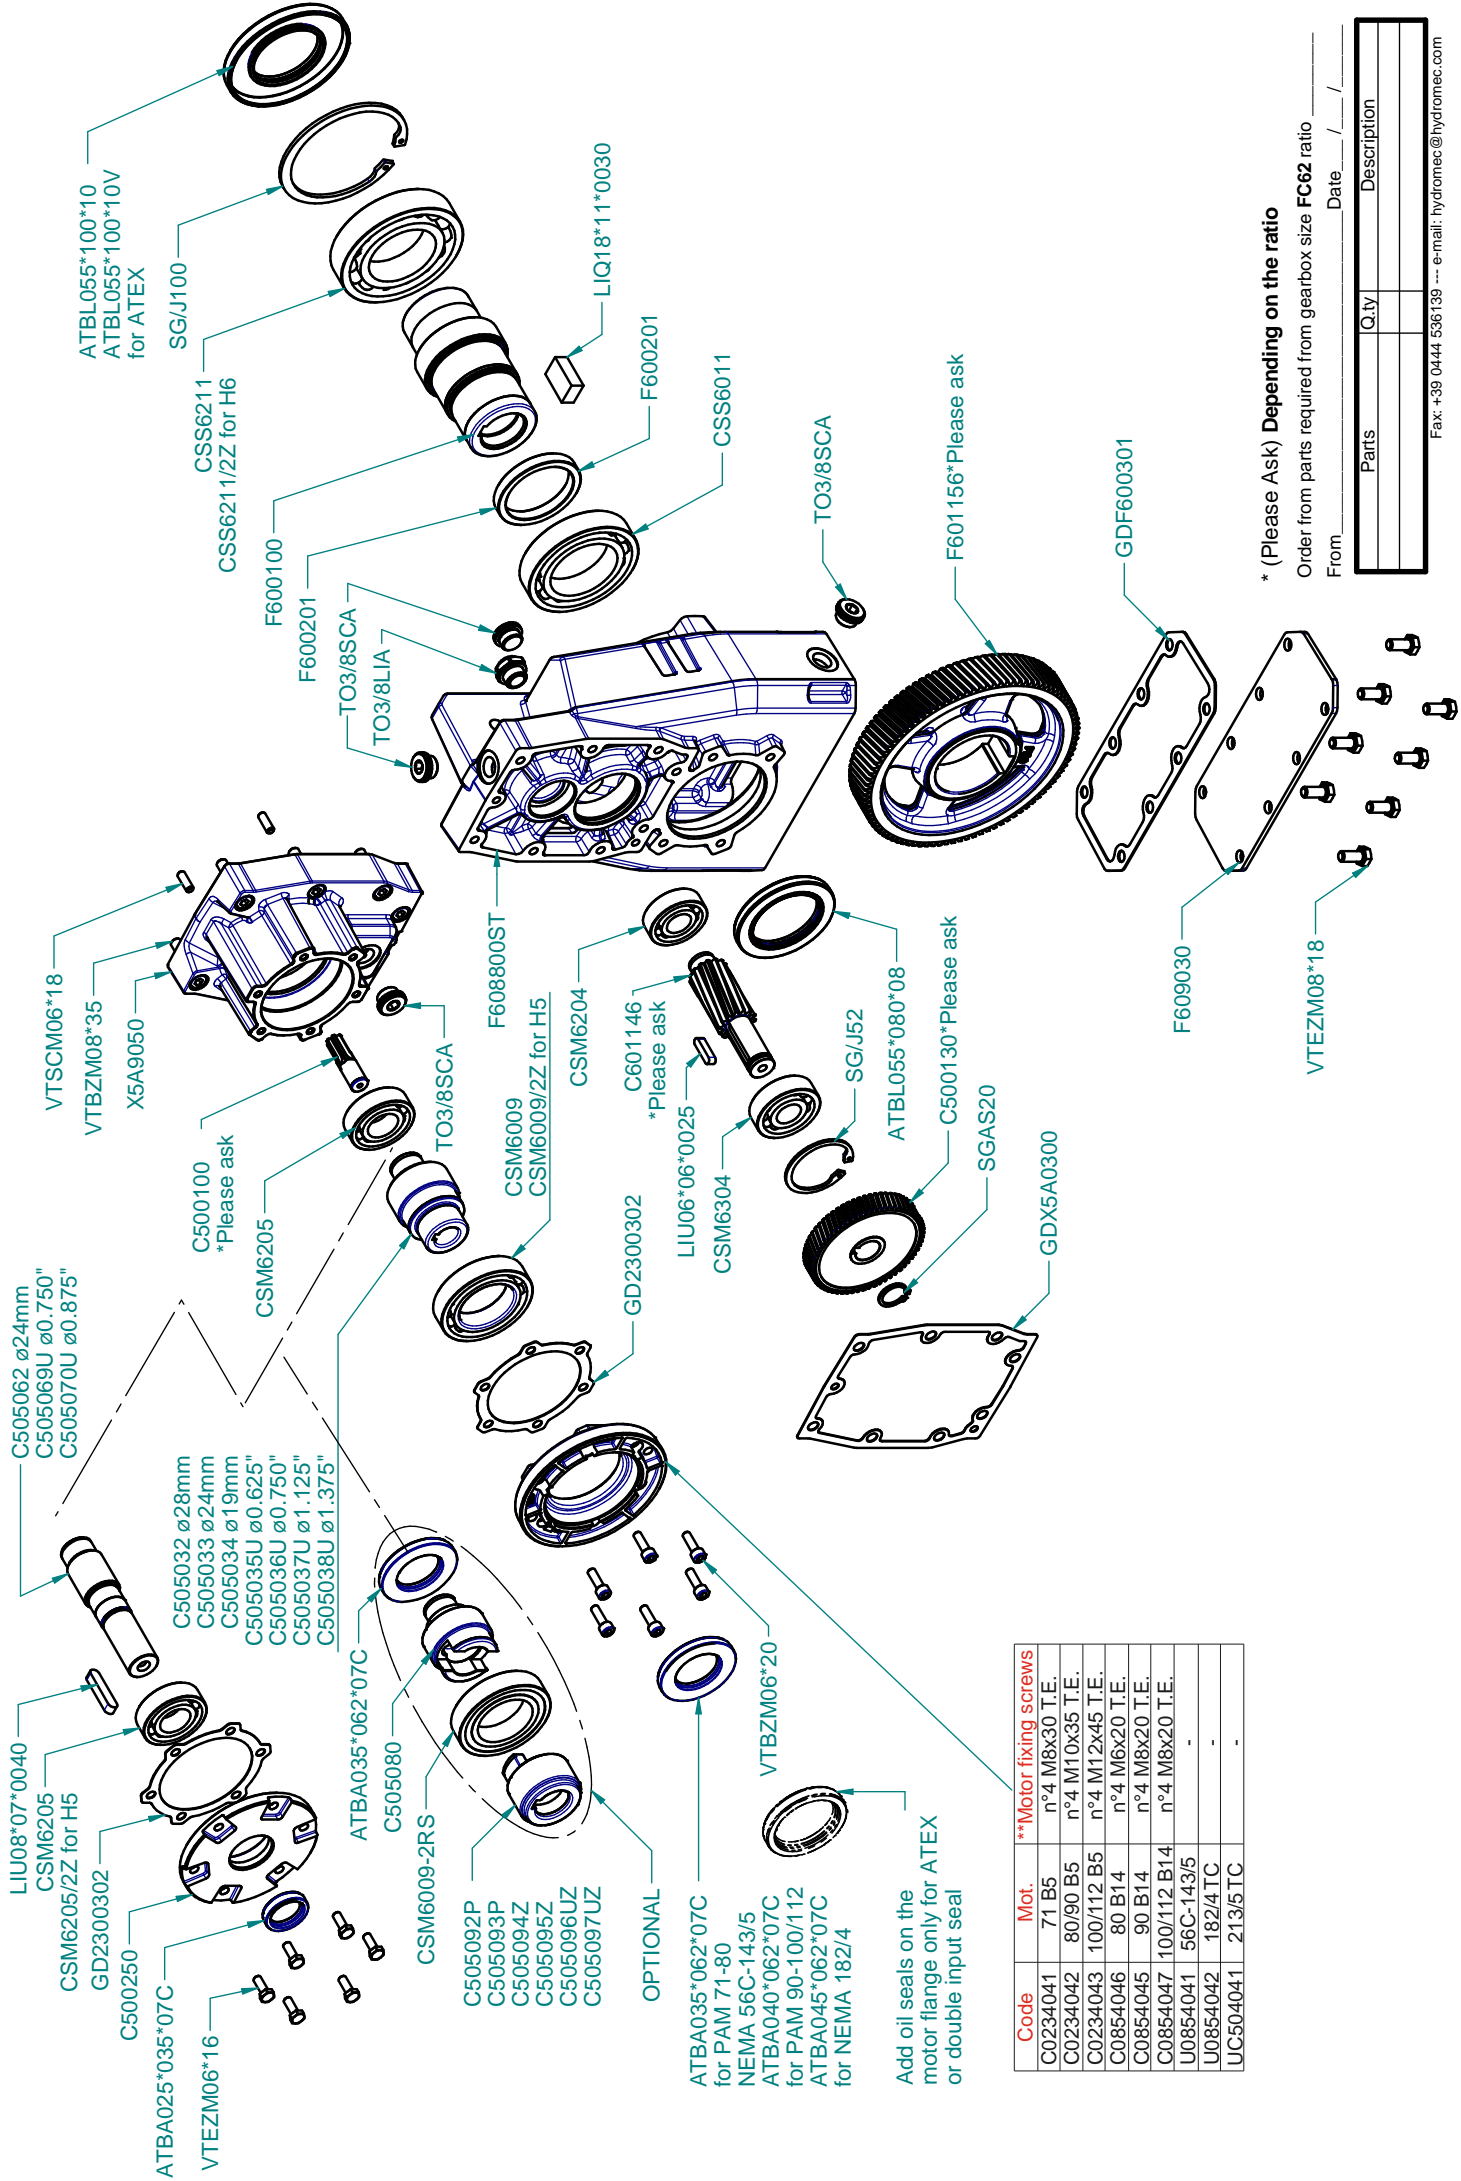 ATBL055*100*10
ATBL055*100*10V
for ATEX
SG/J100
CSS6211
CSS6211/2Z for H6
F600100
F600201
TO3/8SCA
TO3/8LIA
LIQ18*11*0030
F600201
CSS6011
TO3/8SCA
F601156*Please ask
GDF600301
F609030
VTEZM08*18
VTSCM06*18
VTBZM08*35
X5A9050
C500100
*Please ask
CSM6205
TO3/8SCA
F608800ST
CSM6009
CSM6009/2Z for H5
CSM6204
C601146
*Please ask
LIU06*06*0025
CSM6304
GD2300302
SG/J52
ATBL055*080*08
C500130*Please ask
SGAS20
GDX5A0300
C505062 ø24mm
C505069U ø0.750"
C505070U ø0.875"
C505032 ø28mm
C505033 ø24mm
C505034 ø19mm
C505035U ø0.625"
C505036U ø0.750"
C505037U ø1.125"
C505038U ø1.375"
LIU08*07*0040
CSM6205
CSM6205/2Z for H5
GD2300302
C500250
ATBA025*035*07C
VTEZM06*16
ATBA035*062*07C
C505080
CSM6009-2RS
C505092P
C505093P
C505094Z
C505095Z
C505096UZ
C505097UZ
OPTIONAL
VTBZM06*20
ATBA035*062*07C
for PAM 71-80
NEMA 56C-143/5
ATBA040*062*07C
for PAM 90-100/112
ATBA045*062*07C
for NEMA 182/4
Add oil seals on the
motor flange only for ATEX
or double input seal
Code Mot. **Motor fixing screws
C0234041 71 B5 n°4 M8x30 T.E.
C0234042 80/90 B5 n°4 M10x35 T.E.
C0234043 100/112 B5 n°4 M12x45 T.E.
C0854046 80 B14 n°4 M6x20 T.E.
C0854045 90 B14 n°4 M8x20 T.E.
C0854047 100/112 B14 n°4 M8x20 T.E.
U0854041 56C-143/5 -
U0854042 182/4 TC -
UC504041 213/5 TC -
* (Please Ask) Depending on the ratio
Order from parts required from gearbox size FC62 ratio ______
From______________________ Date___/___/______
Parts Q.ty Description
Fax: +39 0444 536139 --- e-mail: hydromec@hydromec.com